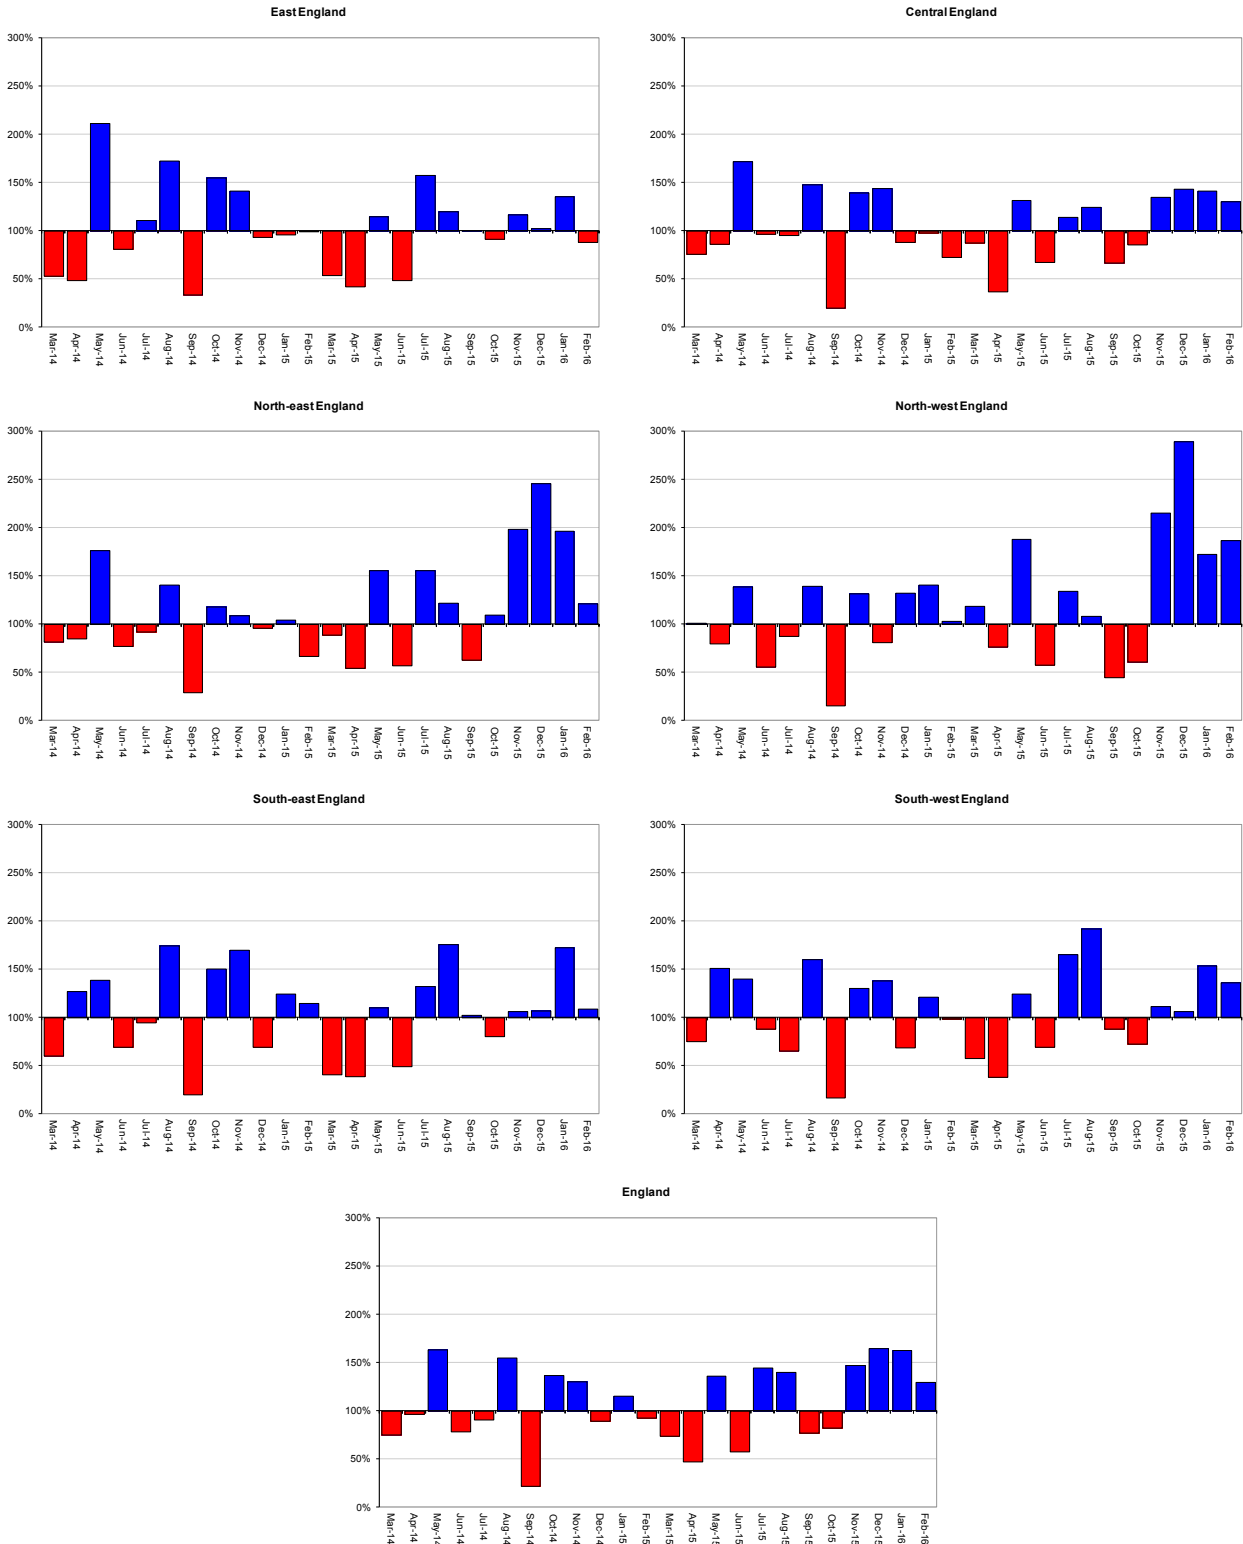 East England
300%
250%
200%
150%
100%
50%
0%
Mar-14
Apr-14
May-14
Jun-14
Jul-14
Aug-14
Sep-14
Oct-14
Nov-14
Dec-14
Jan-15
Feb-15
Mar-15
Apr-15
May-15
Jun-15
Jul-15
Aug-15
Sep-15
Oct-15
Nov-15
Dec-15
Jan-16
Feb-16
Central England
300%
250%
200%
150%
100%
50%
0%
Mar-14
Apr-14
May-14
Jun-14
Jul-14
Aug-14
Sep-14
Oct-14
Nov-14
Dec-14
Jan-15
Feb-15
Mar-15
Apr-15
May-15
Jun-15
Jul-15
Aug-15
Sep-15
Oct-15
Nov-15
Dec-15
Jan-16
Feb-16
North-east England
300%
250%
200%
150%
100%
50%
0%
Mar-14
Apr-14
May-14
Jun-14
Jul-14
Aug-14
Sep-14
Oct-14
Nov-14
Dec-14
Jan-15
Feb-15
Mar-15
Apr-15
May-15
Jun-15
Jul-15
Aug-15
Sep-15
Oct-15
Nov-15
Dec-15
Jan-16
Feb-16
North-west England
300%
250%
200%
150%
100%
50%
0%
Mar-14
Apr-14
May-14
Jun-14
Jul-14
Aug-14
Sep-14
Oct-14
Nov-14
Dec-14
Jan-15
Feb-15
Mar-15
Apr-15
May-15
Jun-15
Jul-15
Aug-15
Sep-15
Oct-15
Nov-15
Dec-15
Jan-16
Feb-16
South-east England
300%
250%
200%
150%
100%
50%
0%
Mar-14
Apr-14
May-14
Jun-14
Jul-14
Aug-14
Sep-14
Oct-14
Nov-14
Dec-14
Jan-15
Feb-15
Mar-15
Apr-15
May-15
Jun-15
Jul-15
Aug-15
Sep-15
Oct-15
Nov-15
Dec-15
Jan-16
Feb-16
South-west England
300%
250%
200%
150%
100%
50%
0%
Mar-14
Apr-14
May-14
Jun-14
Jul-14
Aug-14
Sep-14
Oct-14
Nov-14
Dec-14
Jan-15
Feb-15
Mar-15
Apr-15
May-15
Jun-15
Jul-15
Aug-15
Sep-15
Oct-15
Nov-15
Dec-15
Jan-16
Feb-16
England
300%
250%
200%
150%
100%
50%
0%
Mar-14
Apr-14
May-14
Jun-14
Jul-14
Aug-14
Sep-14
Oct-14
Nov-14
Dec-14
Jan-15
Feb-15
Mar-15
Apr-15
May-15
Jun-15
Jul-15
Aug-15
Sep-15
Oct-15
Nov-15
Dec-15
Jan-16
Feb-16